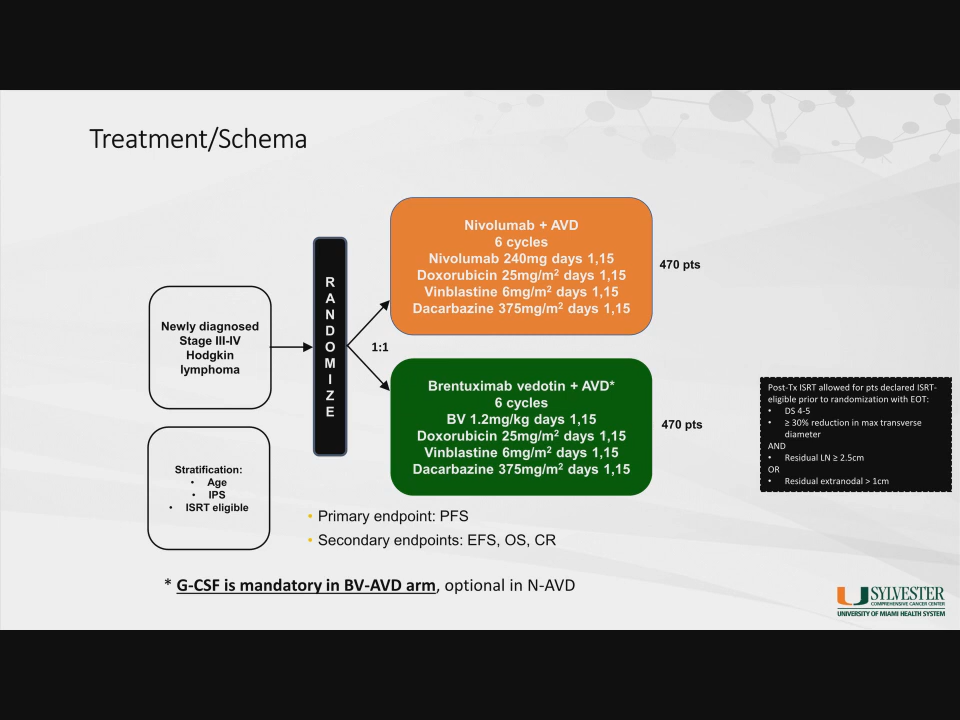 Treatment/Schema
Newly diagnosed
Stage III-IV
Hodgkin
lymphoma
Stratification:
• Age
• IPS
• ISRT eligible
R
A
N
D
O
M
I
Z
E
1:1
Nivolumab + AVD
6 cycles
Nivolumab 240mg days 1,15
Doxorubicin 25mg/m² days 1,15
Vinblastine 6mg/m² days 1,15
Dacarbazine 375mg/m² days 1,15
470 pts
Brentuximab vedotin + AVD*
6 cycles
BV 1.2mg/kg days 1,15
Doxorubicin 25mg/m² days 1,15
Vinblastine 6mg/m² days 1,15
Dacarbazine 375mg/m² days 1,15
470 pts
Post-Tx ISRT allowed for pts declared ISRT-
eligible prior to randomization with EOT:
• DS 4-5
• ≥ 30% reduction in max transverse
diameter
AND
• Residual LN ≥ 2.5cm
OR
• Residual extranodal > 1cm
• Primary endpoint: PFS
• Secondary endpoints: EFS, OS, CR
* G-CSF is mandatory in BV-AVD arm, optional in N-AVD
U SYLVESTER
COMPREHENSIVE CANCER CENTER
UNIVERSITY OF MIAMI HEALTH SYSTEM